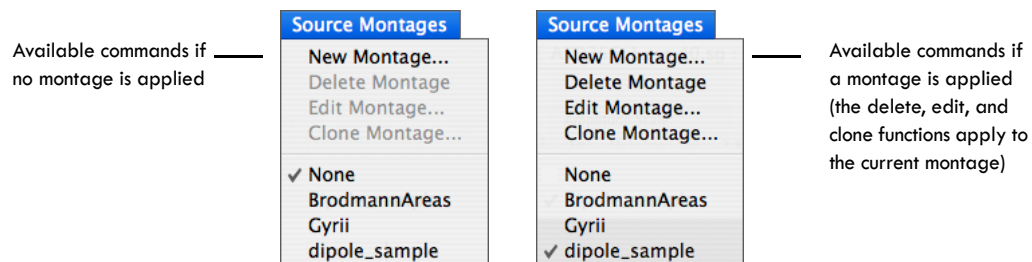 Available commands if
no montage is applied
Source Montages
New Montage...
Delete Montage
Edit Montage...
Clone Montage...
✓ None
BrodmannAreas
Gyrii
dipole_sample
Source Montages
New Montage...
Delete Montage
Edit Montage...
Clone Montage...
None
BrodmannAreas
Gyrii
✓ dipole_sample
Available commands if
a montage is applied
(the delete, edit, and
clone functions apply to
the current montage)